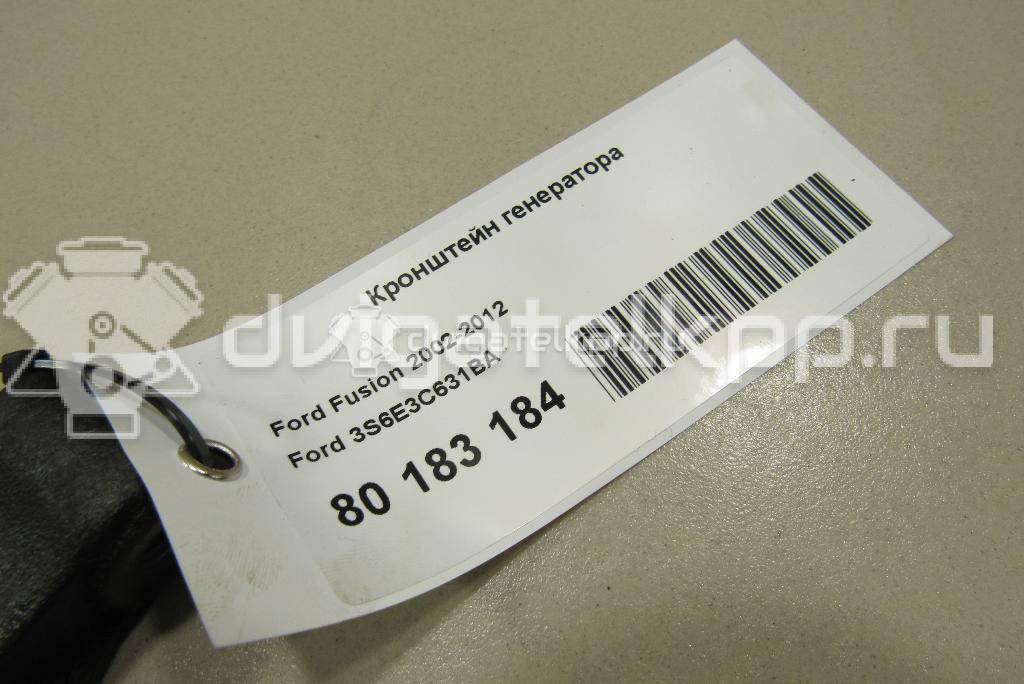 Кронштейн генератора
Ford Fusion 2002-2012
Ford 3S6E3C631BA
80 183 184
dvigatelkpp.ru